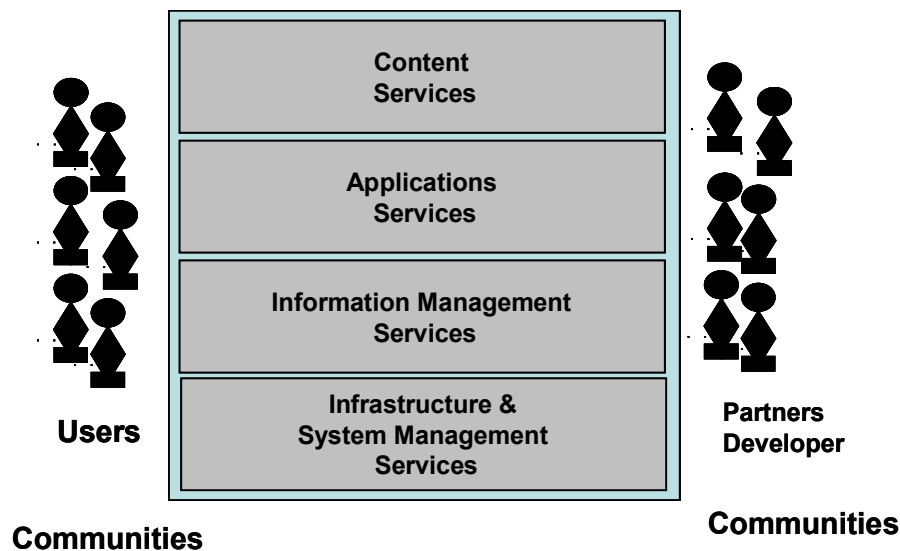 Content
Services
Applications
Services
Information Management
Services
Infrastructure &
System Management
Services
Users
Communities
Partners
Developer
Communities